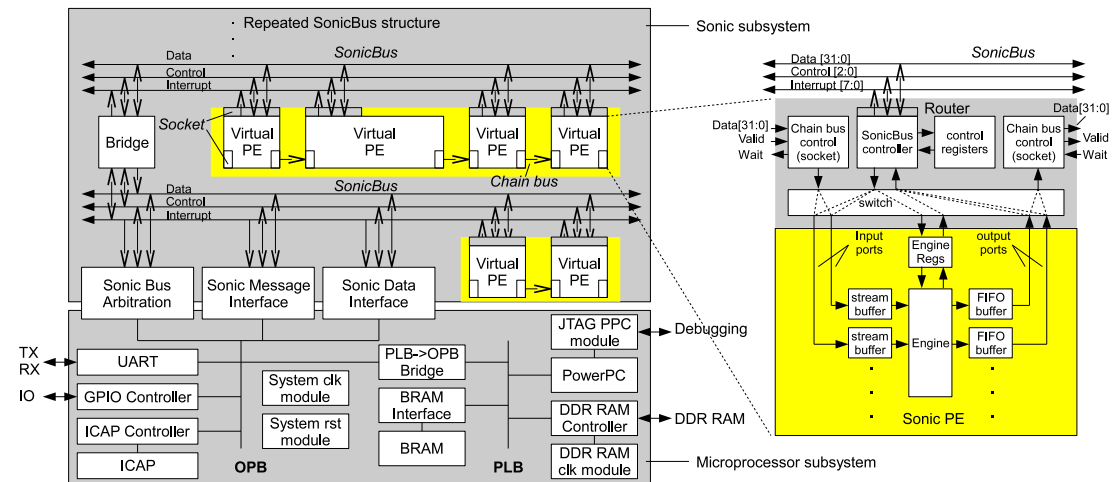 Repeated SonicBus structure
Sonic subsystem
Data
SonicBus
Control
Interrupt
Socket
Virtual
PE
Virtual
PE
Virtual
PE
Virtual
PE
Bridge
Chain bus
Data
SonicBus
Control
Interrupt
Virtual
PE
Virtual
PE
Sonic Bus
Arbitration
Sonic Message
Interface
Sonic Data
Interface
JTAG PPC
module
Debugging
TX
RX
UART
PLB->OPB
Bridge
PowerPC
System clk
module
IO
GPIO Controller
BRAM
Interface
DDR RAM
Controller
DDR RAM
System rst
module
ICAP Controller
BRAM
ICAP
OPB
PLB
DDR RAM
clk module
Microprocessor subsystem
Data [31:0]
SonicBus
Control [2:0]
Interrupt [7:0]
Router
Data[31:0]
Valid
Wait
Chain bus
control
(socket)
SonicBus
controller
control
registers
Chain bus
control
(socket)
Data[31:0]
Valid
Wait
switch
Input
ports
output
ports
Engine
Regs
stream
buffer
FIFO
buffer
stream
buffer
Engine
FIFO
buffer
Sonic PE